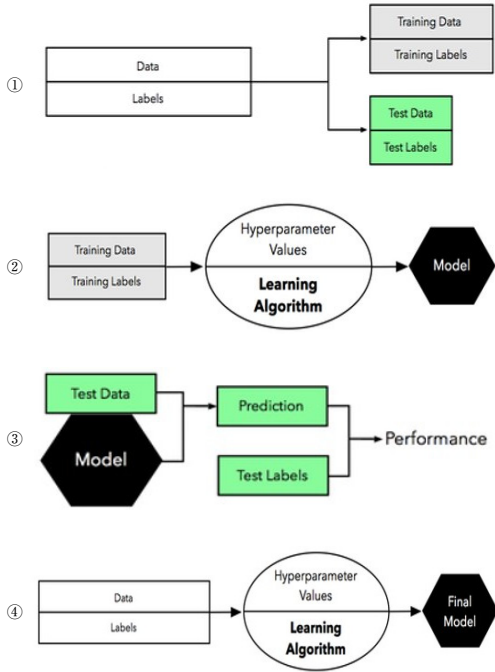 ①
Data
Labels
Training Data
Training Labels
Test Data
Test Labels
②
Training Data
Training Labels
Hyperparameter
Values
Learning
Algorithm
Model
③
Test Data
Model
Prediction
Test Labels
Performance
④
Data
Labels
Hyperparameter
Values
Learning
Algorithm
Final
Model